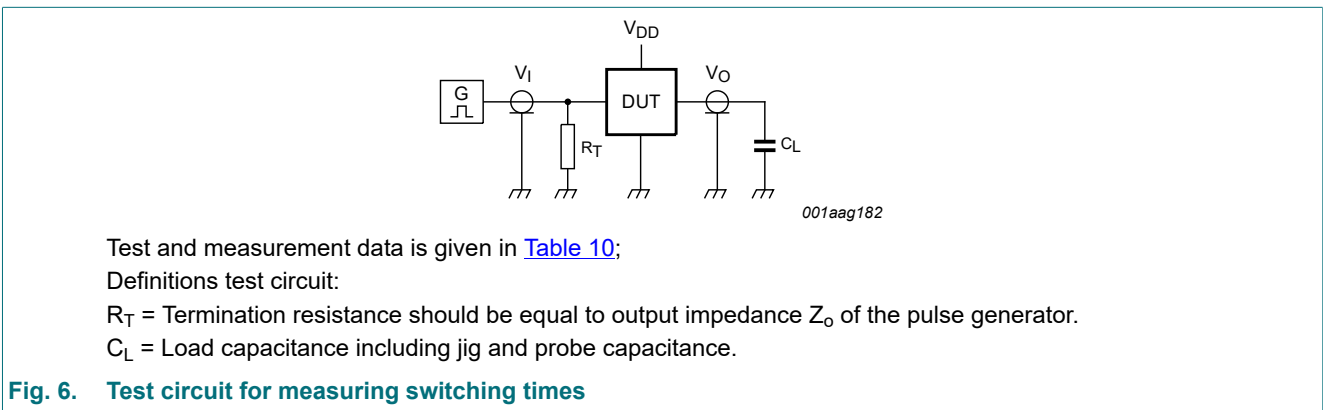 V_DD
V_I
V_O
G
DUT
R_T
C_L
001aag182
Test and measurement data is given in Table 10;
Definitions test circuit:
R_T = Termination resistance should be equal to output impedance Z_o of the pulse generator.
C_L = Load capacitance including jig and probe capacitance.
Fig. 6. Test circuit for measuring switching times